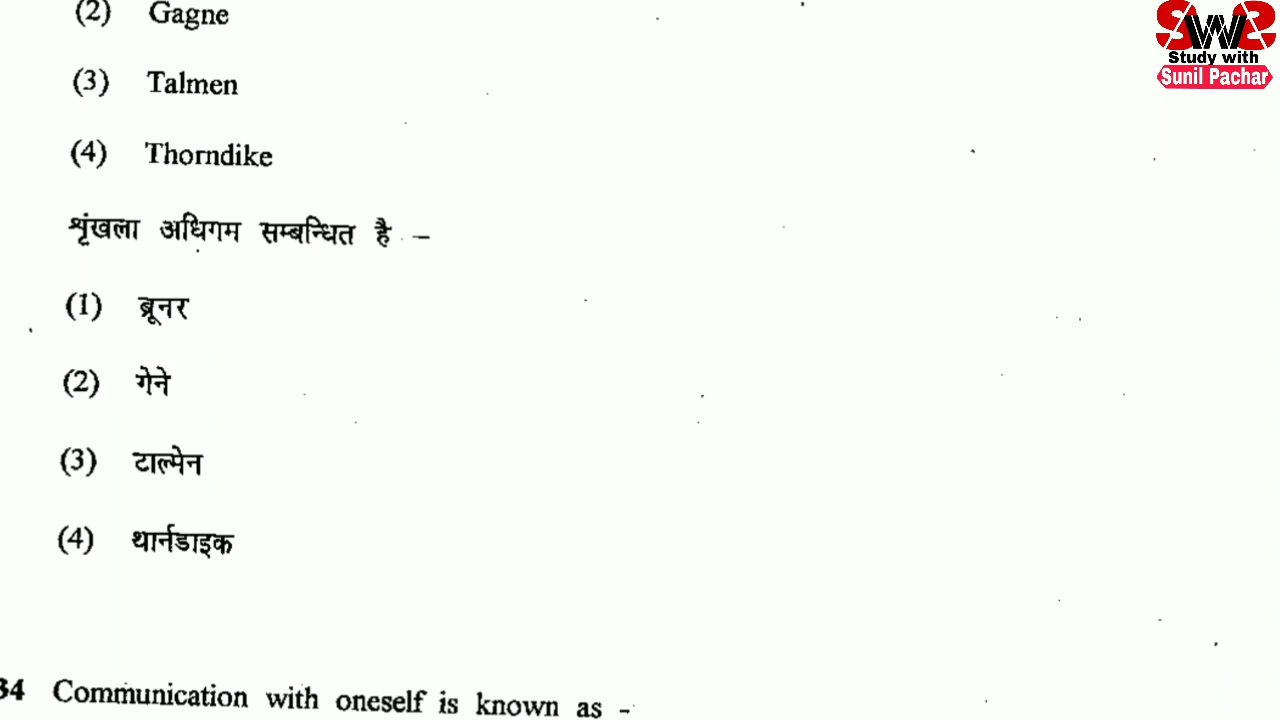 (2) Gagne
(3) Talmen
(4) Thorndike
शृंखला अधिगम सम्बन्धित है –
(1) ब्रूनर
(2) गेने
(3) टाल्मेन
(4) थार्नडाइक
34 Communication with oneself is known as -
SWS
Study with
Sunil Pachar